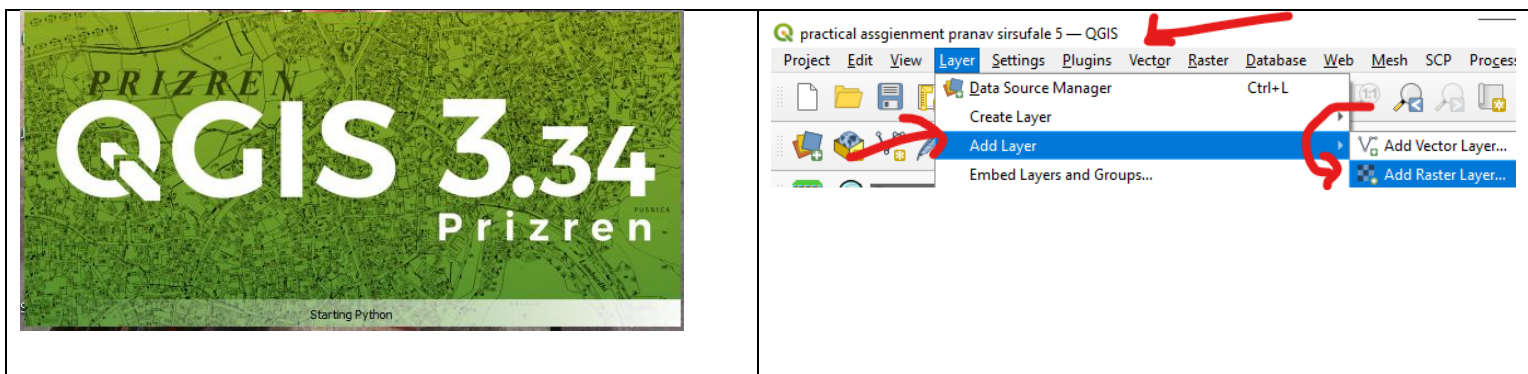 PRIZREN
QGIS 3.34
Prizren
PUSNICA
Starting Python
practical assgienment pranav sirsufale 5 — QGIS
Project Edit View Layer Settings Plugins Vector Raster Database Web Mesh SCP Process
Data Source Manager Ctrl+L
Create Layer
Add Layer
Embed Layers and Groups...
Add Vector Layer...
Add Raster Layer...